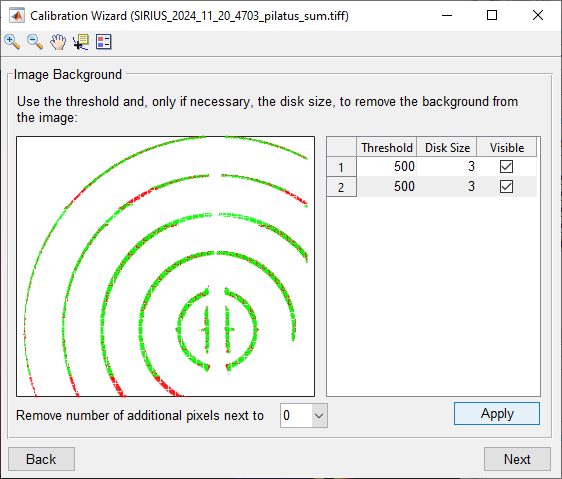 Calibration Wizard (SIRIUS_2024_11_20_4703_pilatus_sum.tiff)
Image Background
Use the threshold and, only if necessary, the disk size, to remove the background from
the image:
Threshold Disk Size Visible
1 500 3
2 500 3
Remove number of additional pixels next to 0
Apply
Back Next